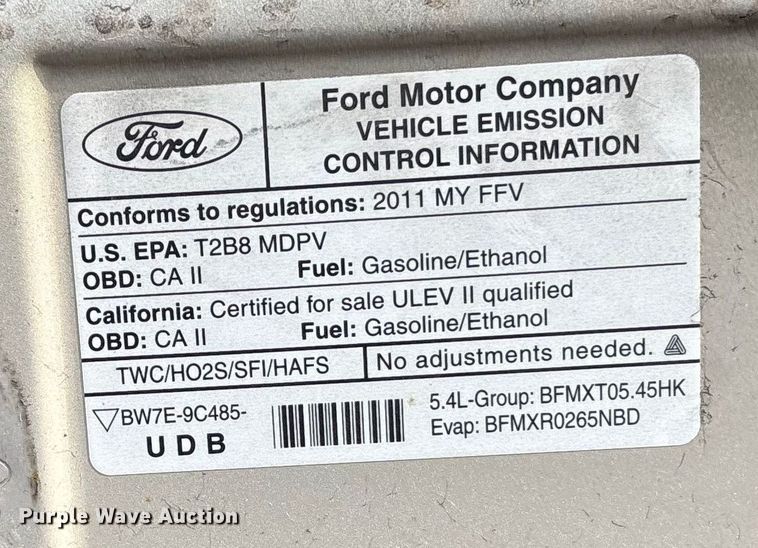 Ford
Ford Motor Company
VEHICLE EMISSION
CONTROL INFORMATION
Conforms to regulations: 2011 MY FFV
U.S. EPA: T2B8 MDPV
OBD: CA II Fuel: Gasoline/Ethanol
California: Certified for sale ULEV II qualified
OBD: CA II Fuel: Gasoline/Ethanol
TWC/HO2S/SFI/HAFS No adjustments needed.
BW7E-9C485-
UDB
5.4L-Group: BFMXT05.45HK
Evap: BFMXR0265NBD
Purple Wave Auction